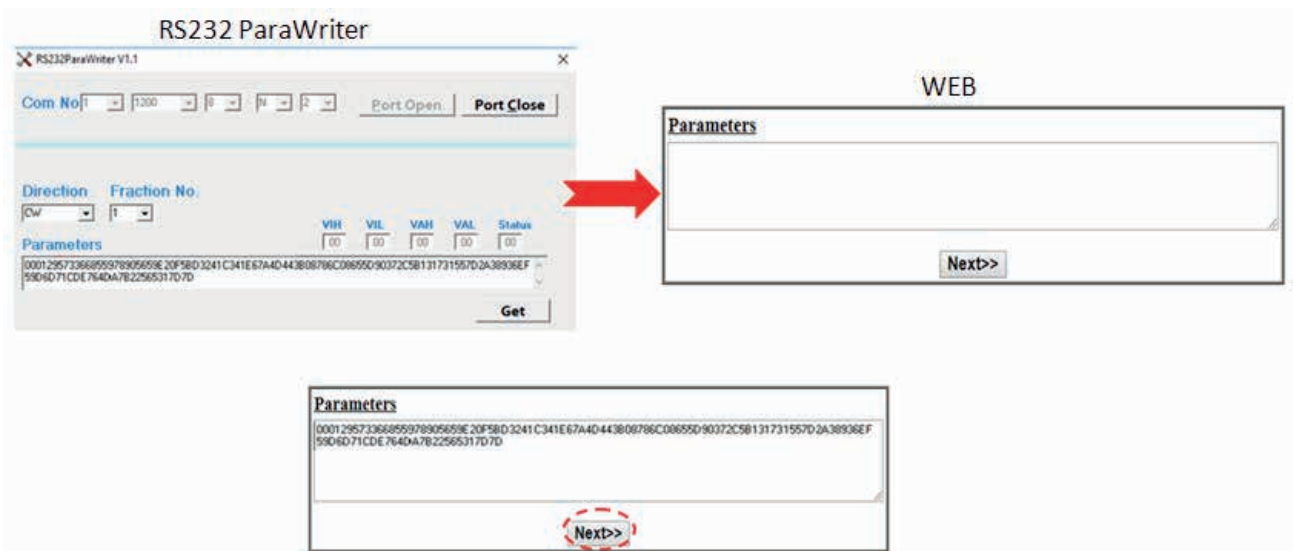 RS232 ParaWriter
RS232ParaWriter V1.1
Com No 1 1200 8 N 2 Port Open Port Close
Direction Fraction No.
CW 1
VIH VIL VAH VAL Status
00 00 00 00 00
Parameters
00012957336685597890565 9E20F5BD3241C341E67A4D443B08786C08655D90372C5B131731557D2A38936EF
59D6D71CDE764DA7B22565317D7D
Get
WEB
Parameters
Next>>
Parameters
000129573366855978905659E20F5BD3241C341E67A4D443B08786C08655D90372C5B131731557D2A38936EF
59D6D71CDE764DA7B22565317D7D
Next>>